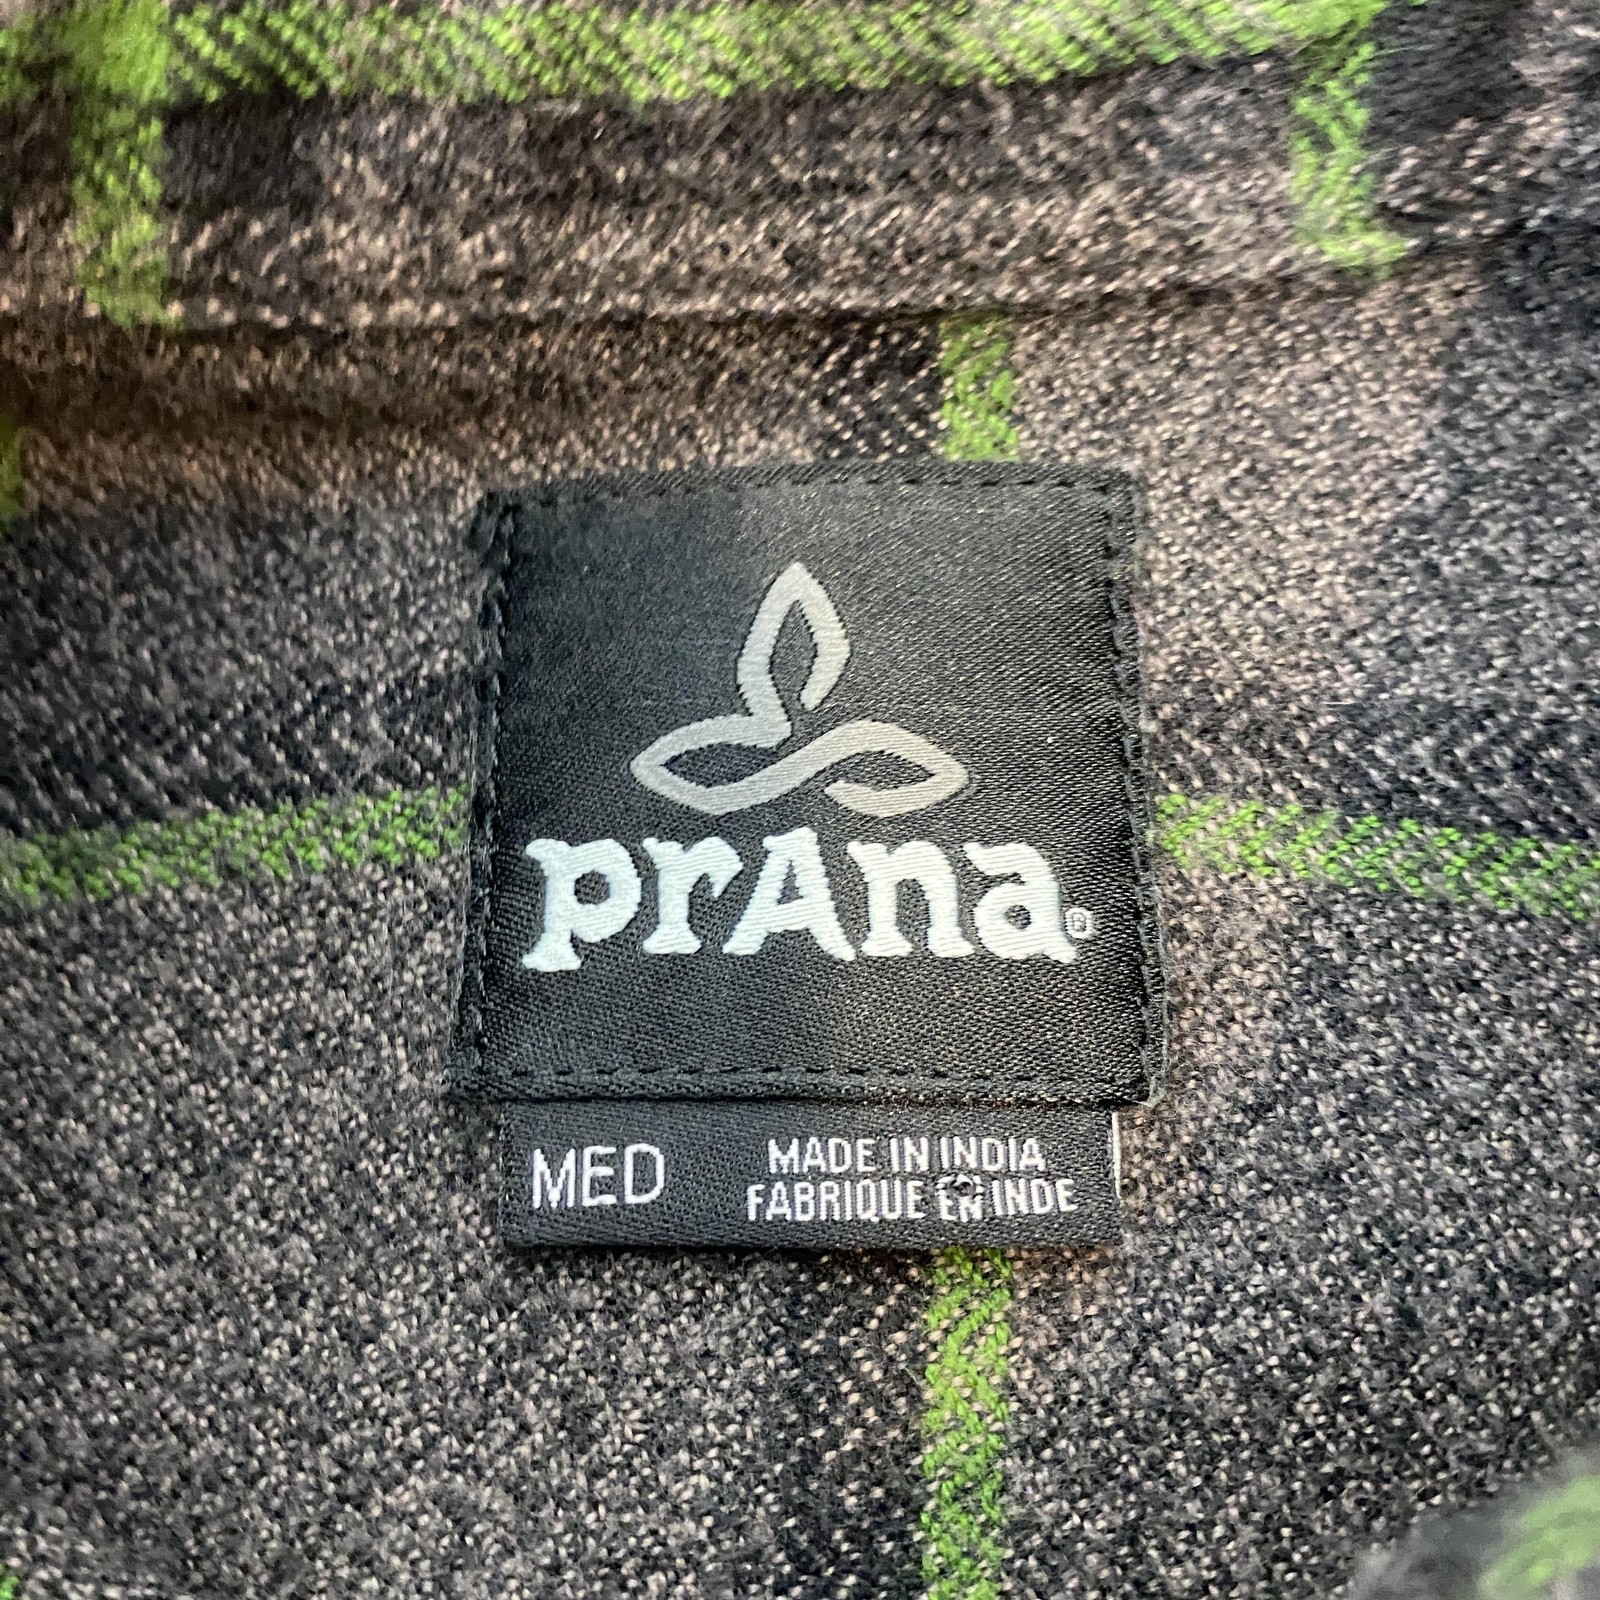 prAna®
MED
MADE IN INDIA
FABRIQUE EN INDE